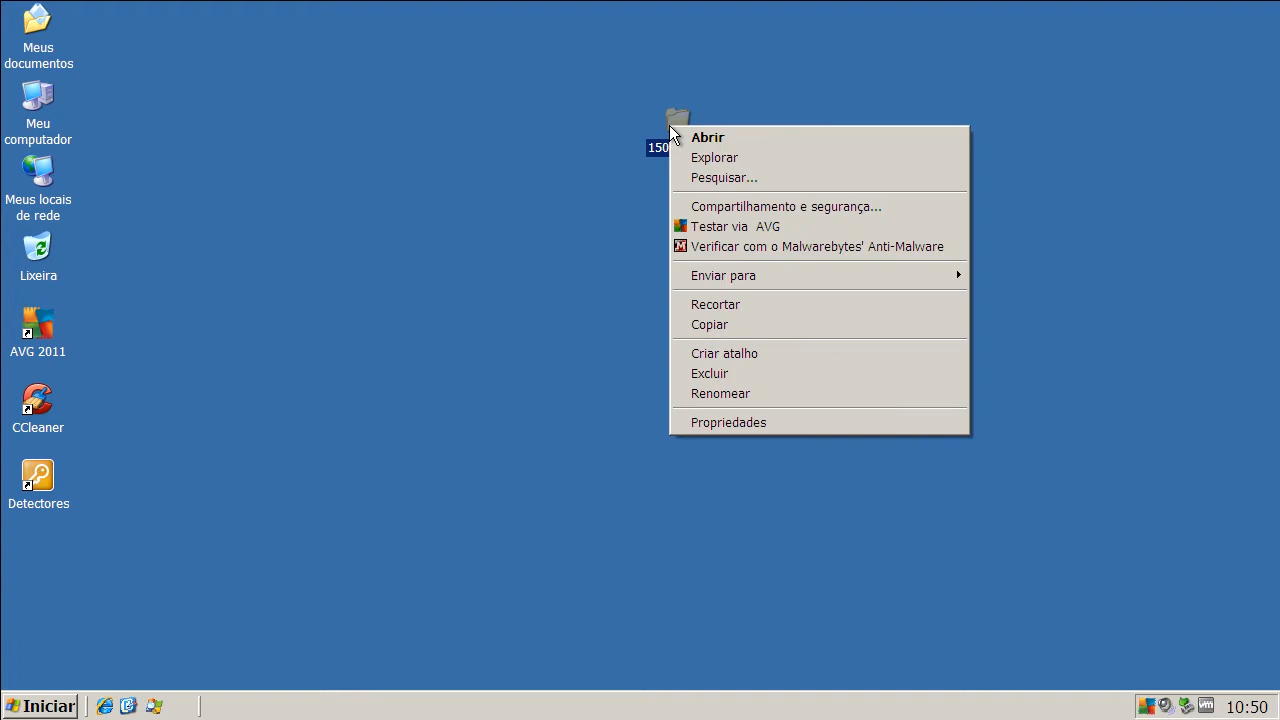 Meus
documentos
Meu
computador
Meus locais
de rede
Lixeira
AVG 2011
CCleaner
Detectores
150
Abrir
Explorar
Pesquisar...
Compartilhamento e segurança...
Testar via  AVG
Verificar com o Malwarebytes' Anti-Malware
Enviar para
Recortar
Copiar
Criar atalho
Excluir
Renomear
Propriedades
Iniciar
vm
10:50